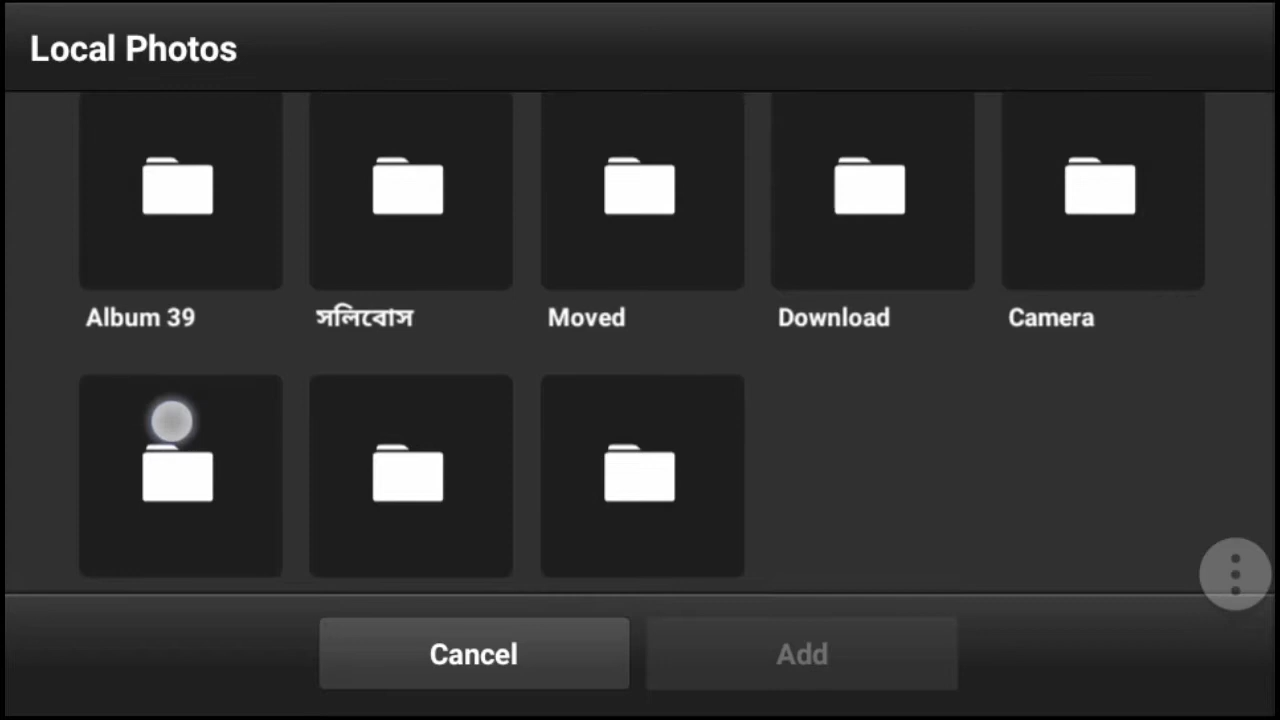 Local Photos
Album 39
সলিবোস
Moved
Download
Camera
Cancel
Add